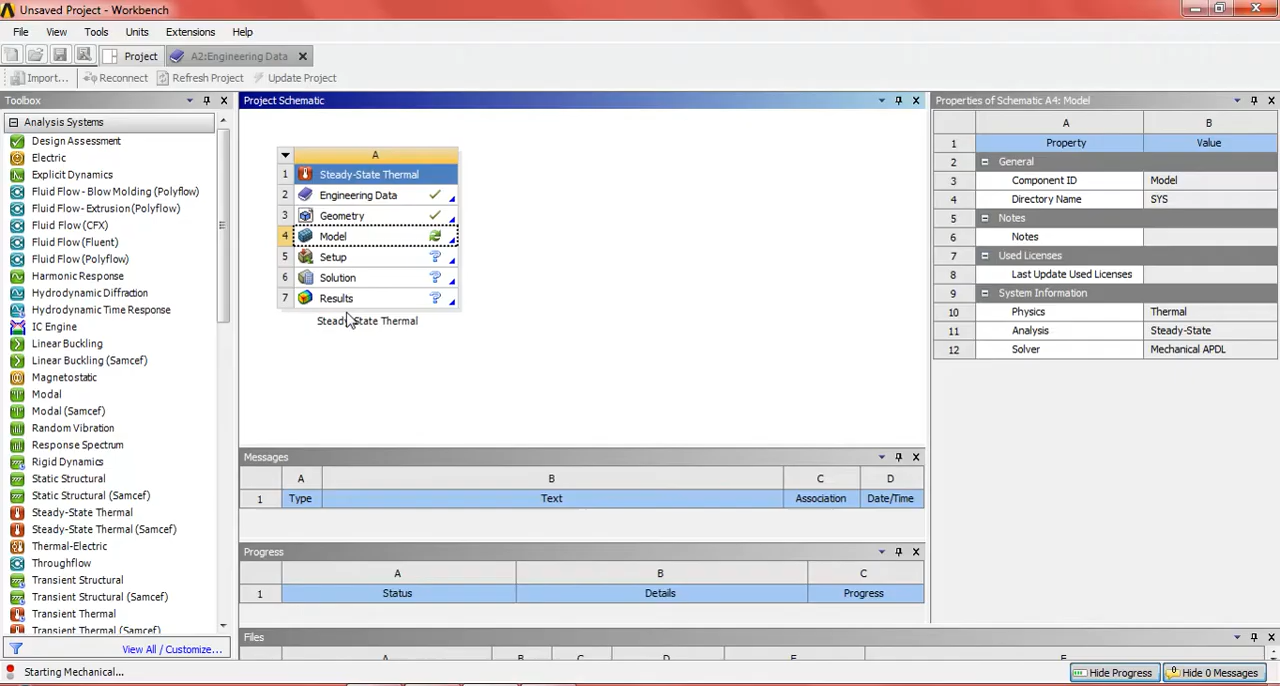 Unsaved Project - Workbench
File View Tools Units Extensions Help
Project A2:Engineering Data
Import... Reconnect Refresh Project Update Project
Toolbox
Analysis Systems
Design Assessment
Electric
Explicit Dynamics
Fluid Flow - Blow Molding (Polyflow)
Fluid Flow - Extrusion (Polyflow)
Fluid Flow (CFX)
Fluid Flow (Fluent)
Fluid Flow (Polyflow)
Harmonic Response
Hydrodynamic Diffraction
Hydrodynamic Time Response
IC Engine
Linear Buckling
Linear Buckling (Samcef)
Magnetostatic
Modal
Modal (Samcef)
Random Vibration
Response Spectrum
Rigid Dynamics
Static Structural
Static Structural (Samcef)
Steady-State Thermal
Steady-State Thermal (Samcef)
Thermal-Electric
Throughflow
Transient Structural
Transient Structural (Samcef)
Transient Thermal
Transient Thermal (Samcef)
View All / Customize...
Project Schematic
A
1 Steady-State Thermal
2 Engineering Data
3 Geometry
4 Model
5 Setup
6 Solution
7 Results
Steady-State Thermal
Messages
A B C D
1 Type Text Association Date/Time
Progress
A B C
1 Status Details Progress
Files
Properties of Schematic A4: Model
A B
1 Property Value
2 General
3 Component ID Model
4 Directory Name SYS
5 Notes
6 Notes
7 Used Licenses
8 Last Update Used Licenses
9 System Information
10 Physics Thermal
11 Analysis Steady-State
12 Solver Mechanical APDL
Starting Mechanical... Hide Progress Hide 0 Messages